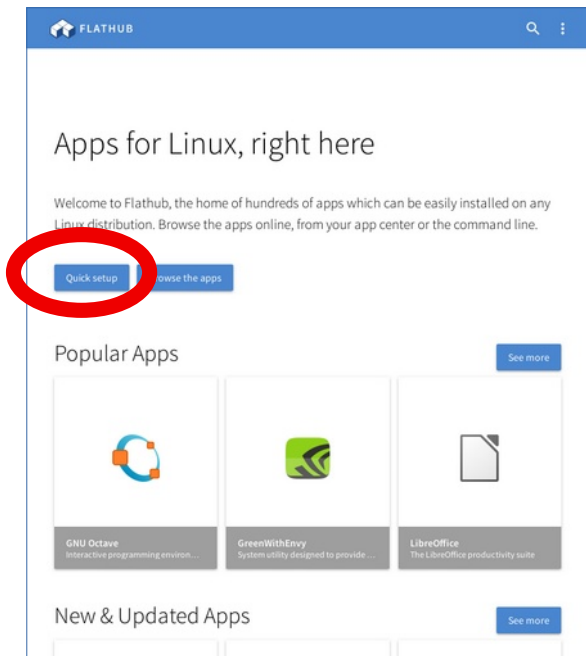 FLATHUB
Apps for Linux, right here
Welcome to Flathub, the home of hundreds of apps which can be easily installed on any
Linux distribution. Browse the apps online, from your app center or the command line.
Quick setup
Browse the apps
Popular Apps
See more
GNU Octave
Interactive programming environ...
GreenWithEnvy
System utility designed to provide ...
LibreOffice
The LibreOffice productivity suite
New & Updated Apps
See more